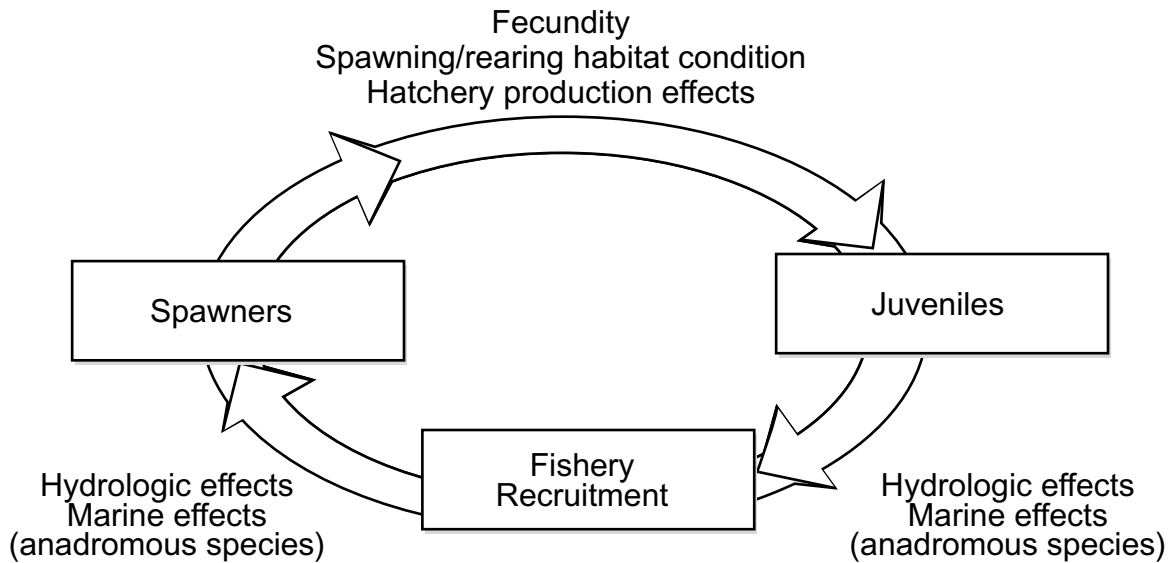 Fecundity
Spawning/rearing habitat condition
Hatchery production effects
Spawners
Juveniles
Fishery
Recruitment
Hydrologic effects
Marine effects
(anadromous species)
Hydrologic effects
Marine effects
(anadromous species)